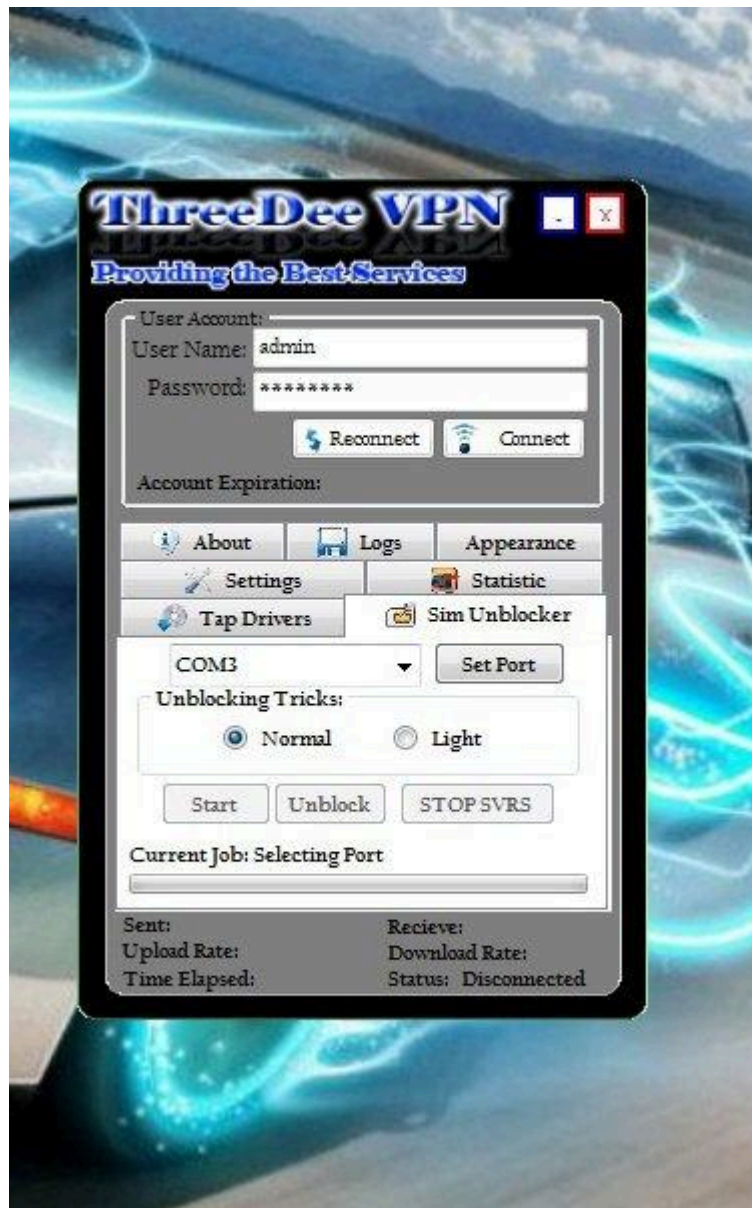 ThreeDee VPN - X
Providing the Best Services
User Account:
User Name: admin
Password: ********
Reconnect Connect
Account Expiration:
About Logs Appearance
Settings Statistic
Tap Drivers Sim Unblocker
COM3 Set Port
Unblocking Tricks:
Normal Light
Start Unblock STOP SVRS
Current Job: Selecting Port
Sent: Recieve:
Upload Rate: Download Rate:
Time Elapsed: Status: Disconnected